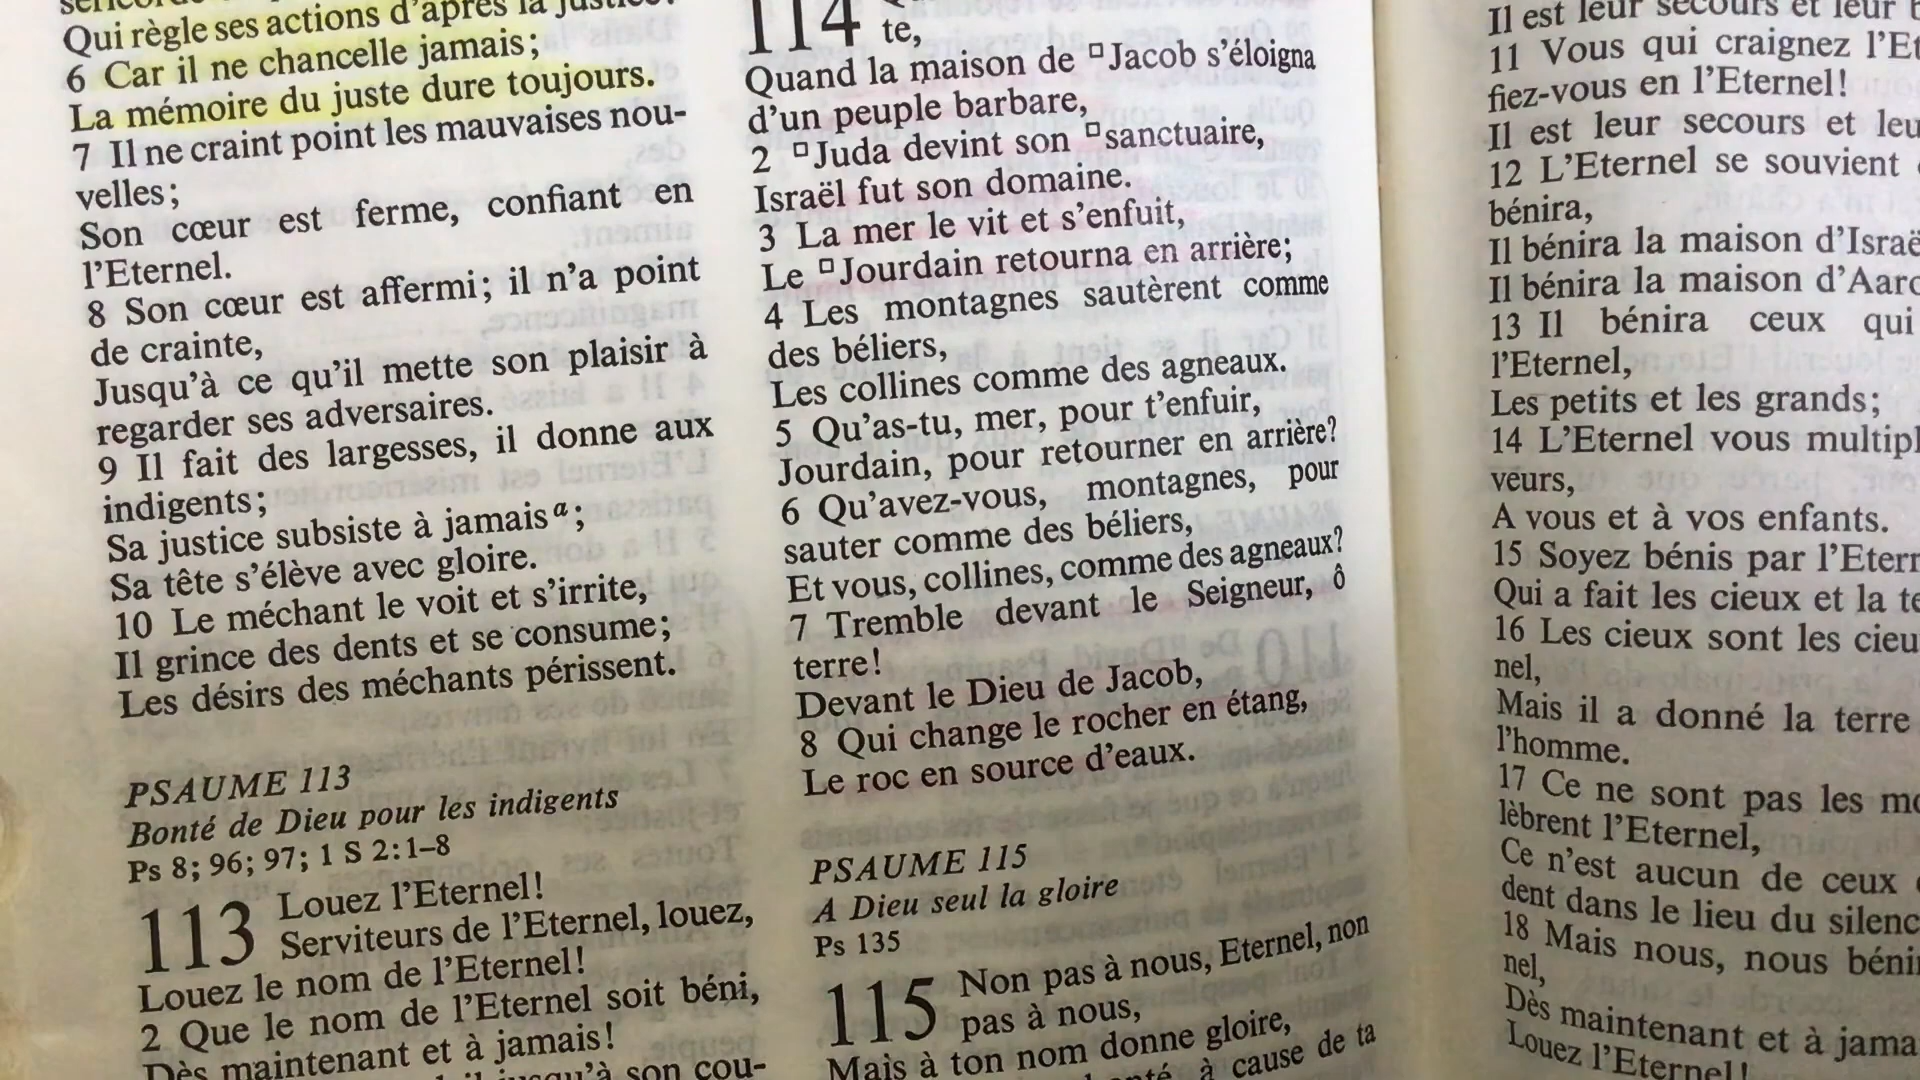 Qui règle ses actions d'après la justice.
6 Car il ne chancelle jamais;
La mémoire du juste dure toujours.
7 Il ne craint point les mauvaises nou-
velles;
Son cœur est ferme, confiant en
l'Eternel.
8 Son cœur est affermi; il n'a point
de crainte,
Jusqu'à ce qu'il mette son plaisir à
regarder ses adversaires.
9 Il fait des largesses, il donne aux
indigents;
Sa justice subsiste à jamais a;
Sa tête s'élève avec gloire.
10 Le méchant le voit et s'irrite,
Il grince des dents et se consume;
Les désirs des méchants périssent.
PSAUME 113
Bonté de Dieu pour les indigents
Ps 8; 96; 97; 1 S 2:1–8
113 Louez l'Eternel!
Serviteurs de l'Eternel, louez,
Louez le nom de l'Eternel!
2 Que le nom de l'Eternel soit béni,
Dès maintenant et à jamais!
jusqu'à son cou-
114
te,
Quand la maison de ▫Jacob s'éloigna
d'un peuple barbare,
2 ▫Juda devint son ▫sanctuaire,
Israël fut son domaine.
3 La mer le vit et s'enfuit,
Le ▫Jourdain retourna en arrière;
4 Les montagnes sautèrent comme
des béliers,
Les collines comme des agneaux.
5 Qu'as-tu, mer, pour t'enfuir,
Jourdain, pour retourner en arrière?
6 Qu'avez-vous, montagnes, pour
sauter comme des béliers,
Et vous, collines, comme des agneaux?
7 Tremble devant le Seigneur, ô
terre!
Devant le Dieu de Jacob,
8 Qui change le rocher en étang,
Le roc en source d'eaux.
PSAUME 115
A Dieu seul la gloire
Ps 135
115 Non pas à nous, Eternel, non
pas à nous,
Mais à ton nom donne gloire,
à cause de ta
Il est leur secours et leur
11 Vous qui craignez l'Et
fiez-vous en l'Eternel!
Il est leur secours et leu
12 L'Eternel se souvient
bénira,
Il bénira la maison d'Israë
Il bénira la maison d'Aaro
13 Il bénira ceux qui
l'Eternel,
Les petits et les grands;
14 L'Eternel vous multipl
veurs,
A vous et à vos enfants.
15 Soyez bénis par l'Etern
Qui a fait les cieux et la te
16 Les cieux sont les cieu
nel,
Mais il a donné la terre
l'homme.
17 Ce ne sont pas les mo
lèbrent l'Eternel,
Ce n'est aucun de ceux
dent dans le lieu du silenc
18 Mais nous, nous béni
nel,
Dès maintenant et à jama
Louez l'Eternel!